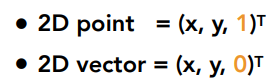 • 2D point = (x, y, 1)ᵀ
• 2D vector = (x, y, 0)ᵀ